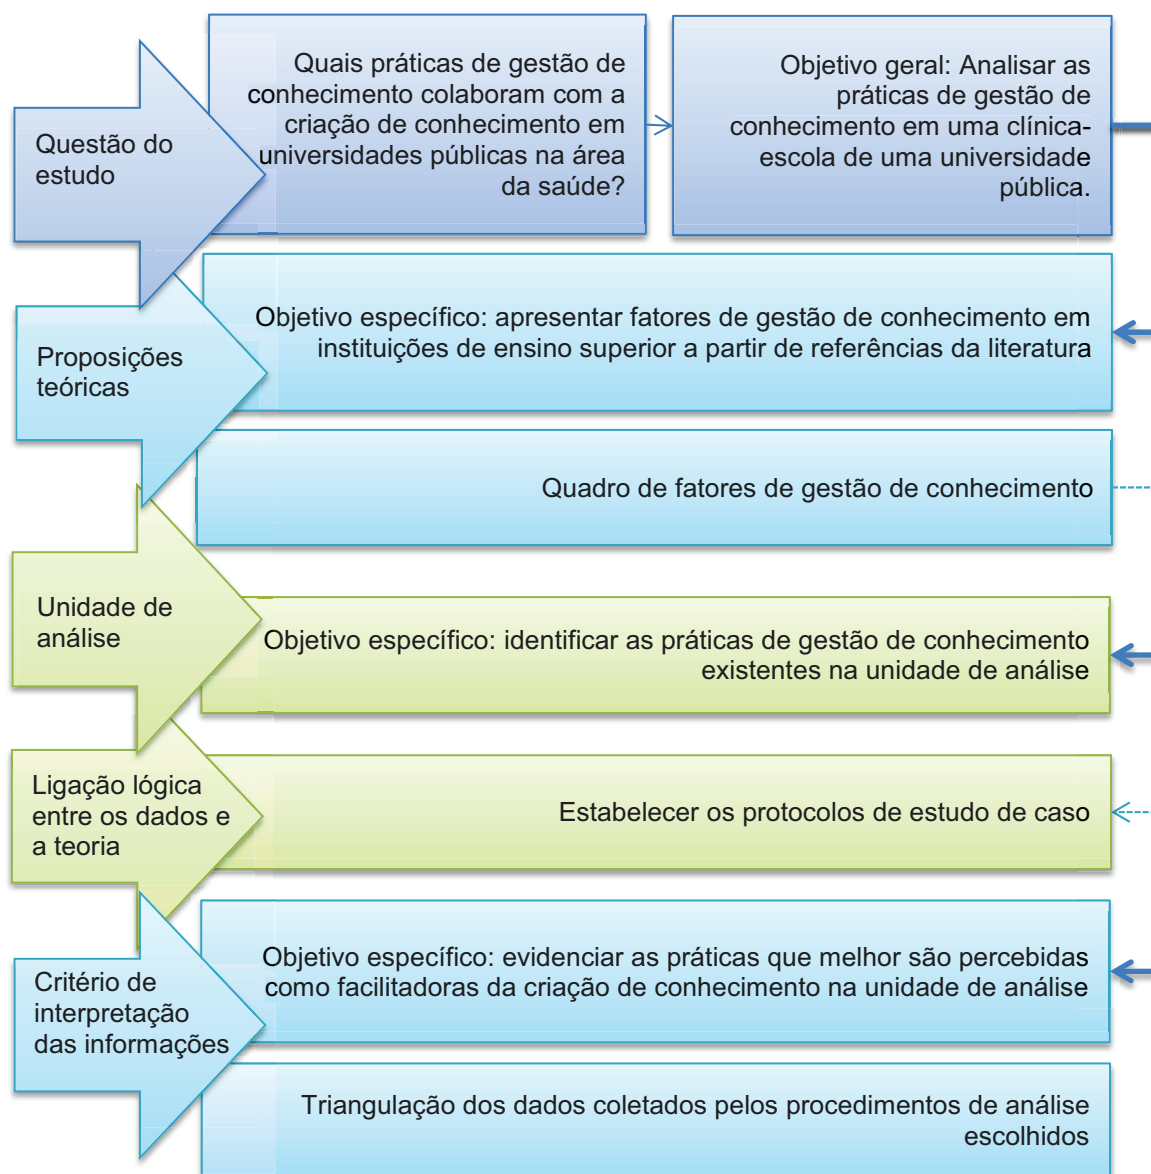 Questão do
estudo
Quais práticas de gestão de
conhecimento colaboram com a
criação de conhecimento em
universidades públicas na área
da saúde?
Objetivo geral: Analisar as
práticas de gestão de
conhecimento em uma clínica-
escola de uma universidade
pública.
Proposições
teóricas
Objetivo específico: apresentar fatores de gestão de conhecimento em
instituições de ensino superior a partir de referências da literatura
Quadro de fatores de gestão de conhecimento
Unidade de
análise
Objetivo específico: identificar as práticas de gestão de conhecimento
existentes na unidade de análise
Ligação lógica
entre os dados e
a teoria
Estabelecer os protocolos de estudo de caso
Critério de
interpretação
das informações
Objetivo específico: evidenciar as práticas que melhor são percebidas
como facilitadoras da criação de conhecimento na unidade de análise
Triangulação dos dados coletados pelos procedimentos de análise
escolhidos